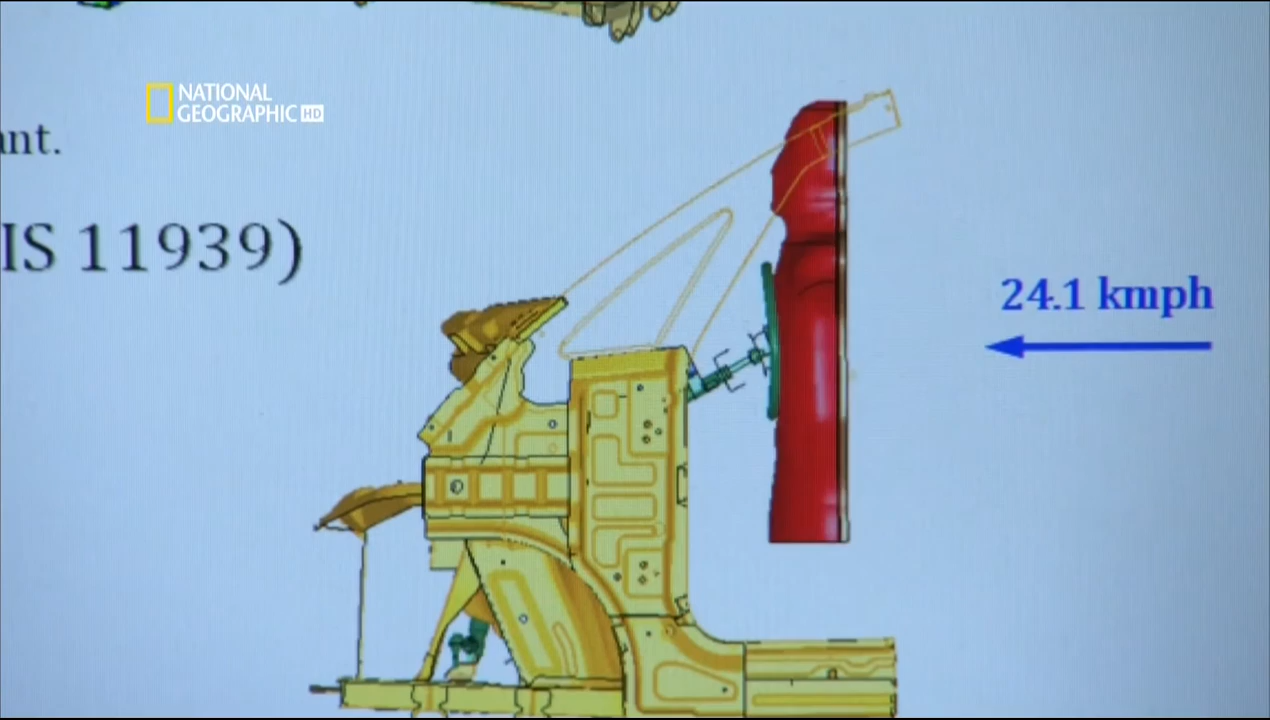 NATIONAL
GEOGRAPHIC HD
ant.
IS 11939)
24.1 kmph